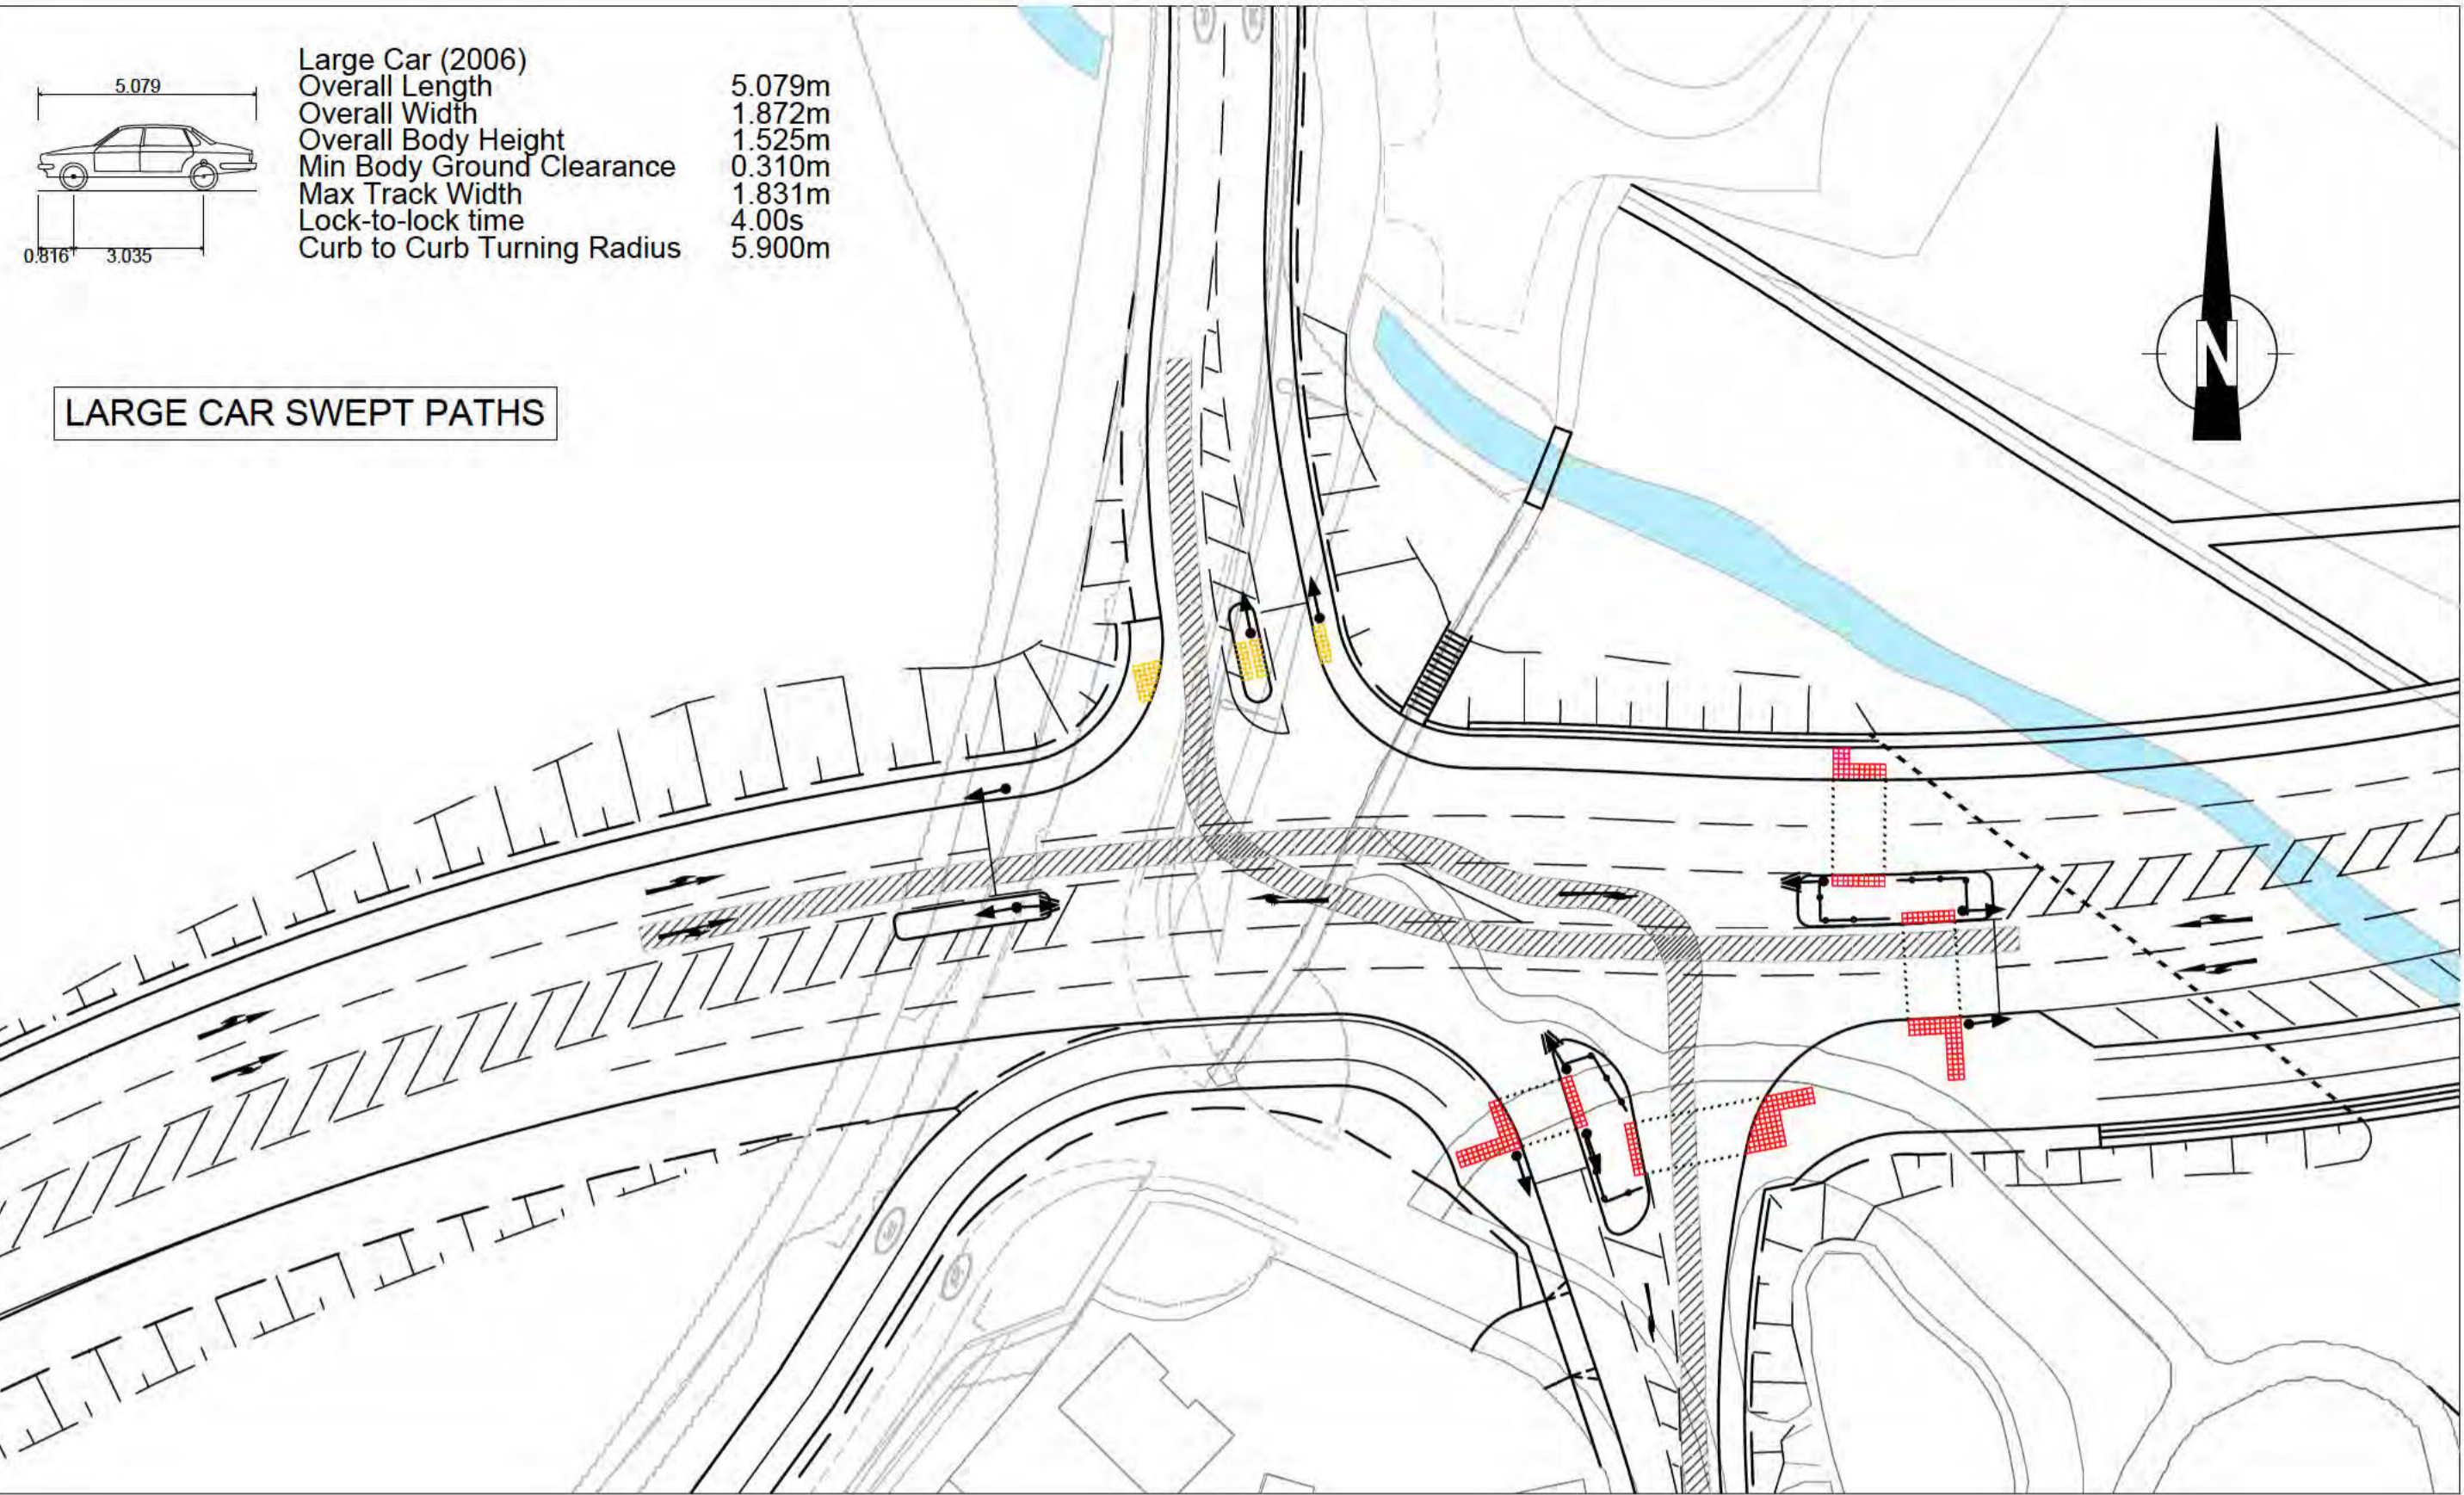 Large Car (2006)
Overall Length 5.079m
Overall Width 1.872m
Overall Body Height 1.525m
Min Body Ground Clearance 0.310m
Max Track Width 1.831m
Lock-to-lock time 4.00s
Curb to Curb Turning Radius 5.900m
5.079
0.816 3.035
LARGE CAR SWEPT PATHS
N